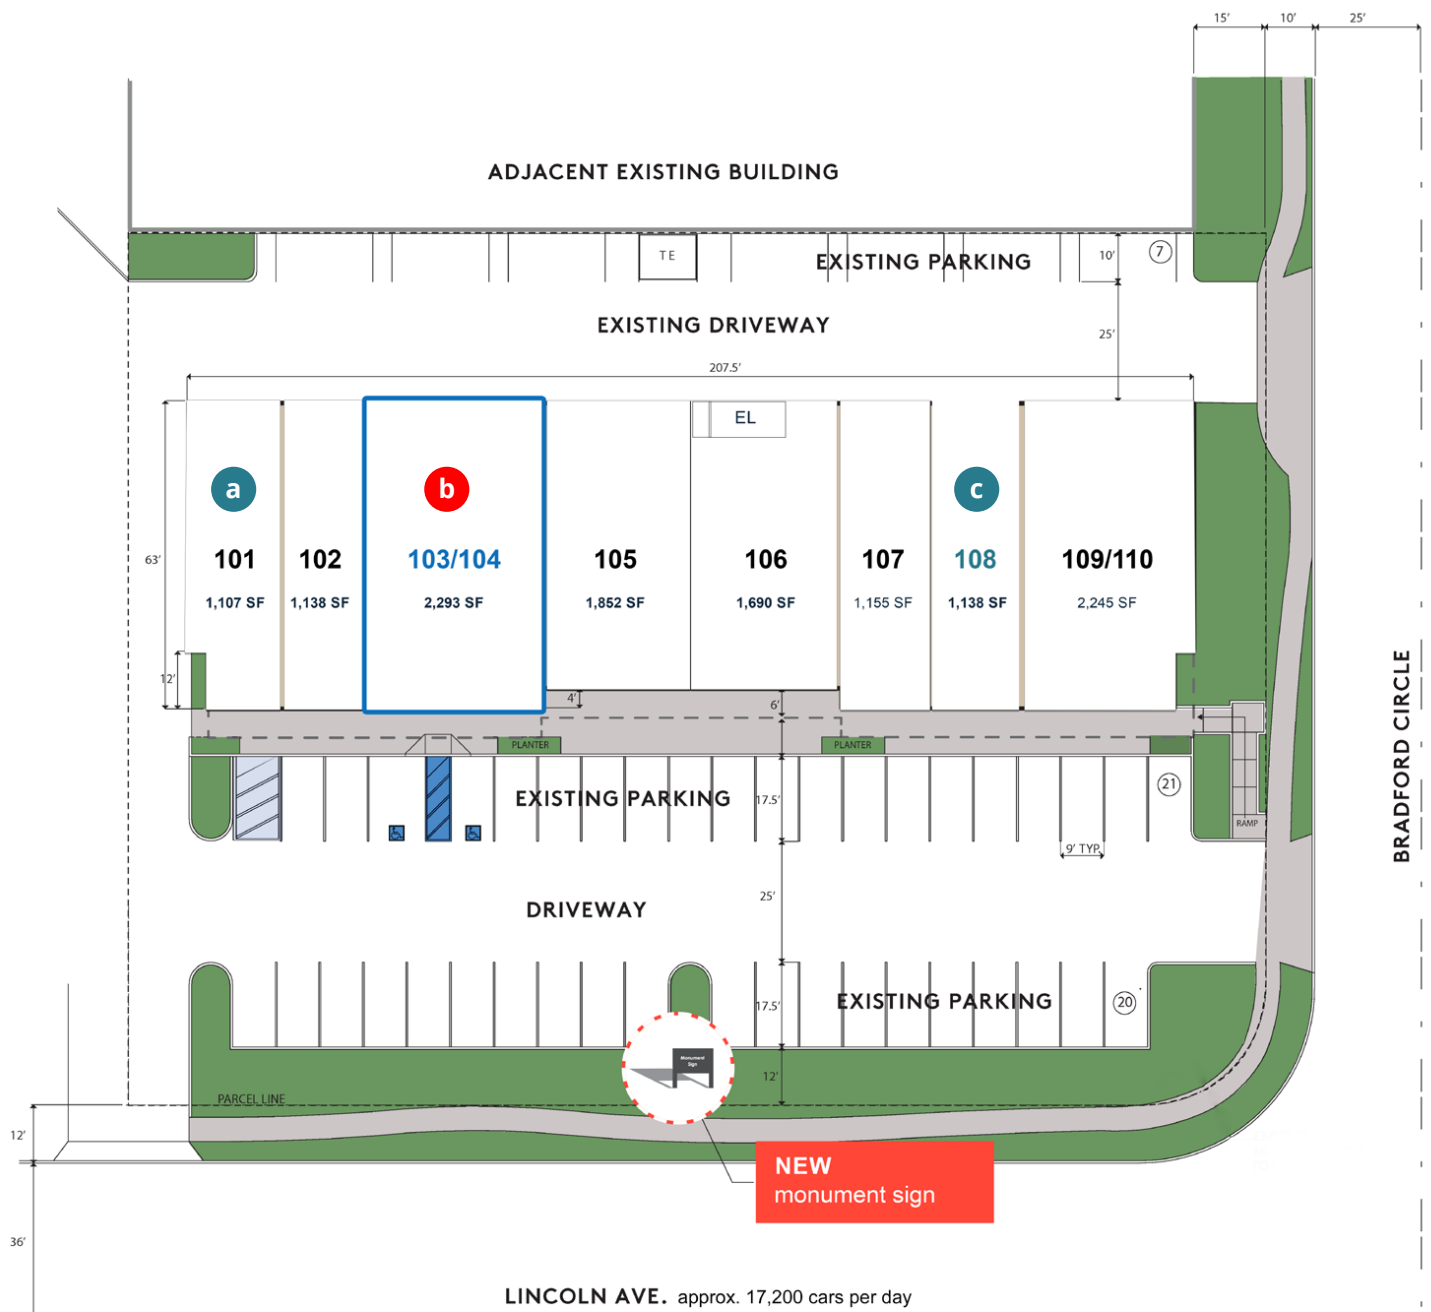 15' 10' 25'
ADJACENT EXISTING BUILDING
TE
EXISTING PARKING
10'
7
EXISTING DRIVEWAY
25'
207.5'
EL
a
b
c
63'
101
102
103/104
105
106
107
108
109/110
1,107 SF
1,138 SF
2,293 SF
1,852 SF
1,690 SF
1,155 SF
1,138 SF
2,245 SF
12'
4'
6'
PLANTER
PLANTER
EXISTING PARKING
17.5'
21
RAMP
9' TYP.
BRADFORD CIRCLE
DRIVEWAY
25'
17.5'
EXISTING PARKING
20
Monument
Sign
12'
PARCEL LINE
12'
NEW
monument sign
36'
LINCOLN AVE. approx. 17,200 cars per day